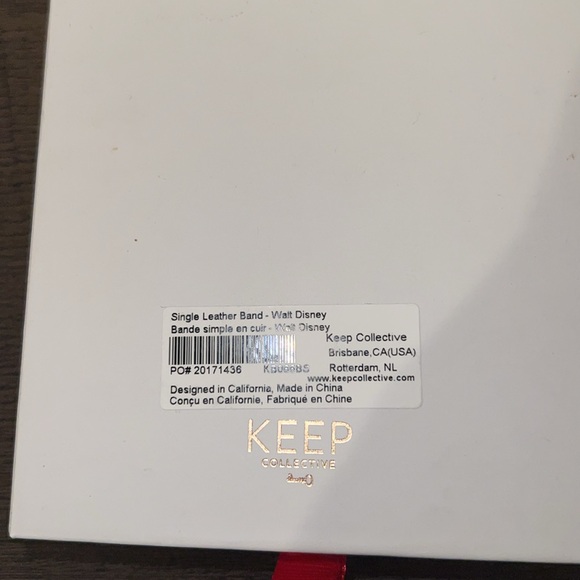 Single Leather Band - Walt Disney
Bande simple en cuir - Walt Disney
Keep Collective
Brisbane,CA(USA)
PO# 20171436
Rotterdam, NL
www.keepcollective.com
Designed in California, Made in China
Conçu en Californie, Fabriqué en Chine
KEEP
COLLECTIVE